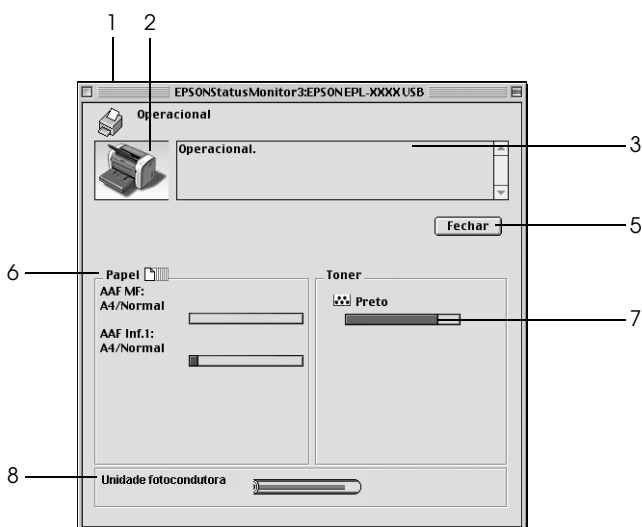 1 2
EPSONStatusMonitor3:EPSON EPL-XXXX USB
Operacional
Operacional.
3
Fechar
5
6
Papel
AAF MF:
A4/Normal
AAF Inf.1:
A4/Normal
Toner
Preto
7
8
Unidade fotocondutora